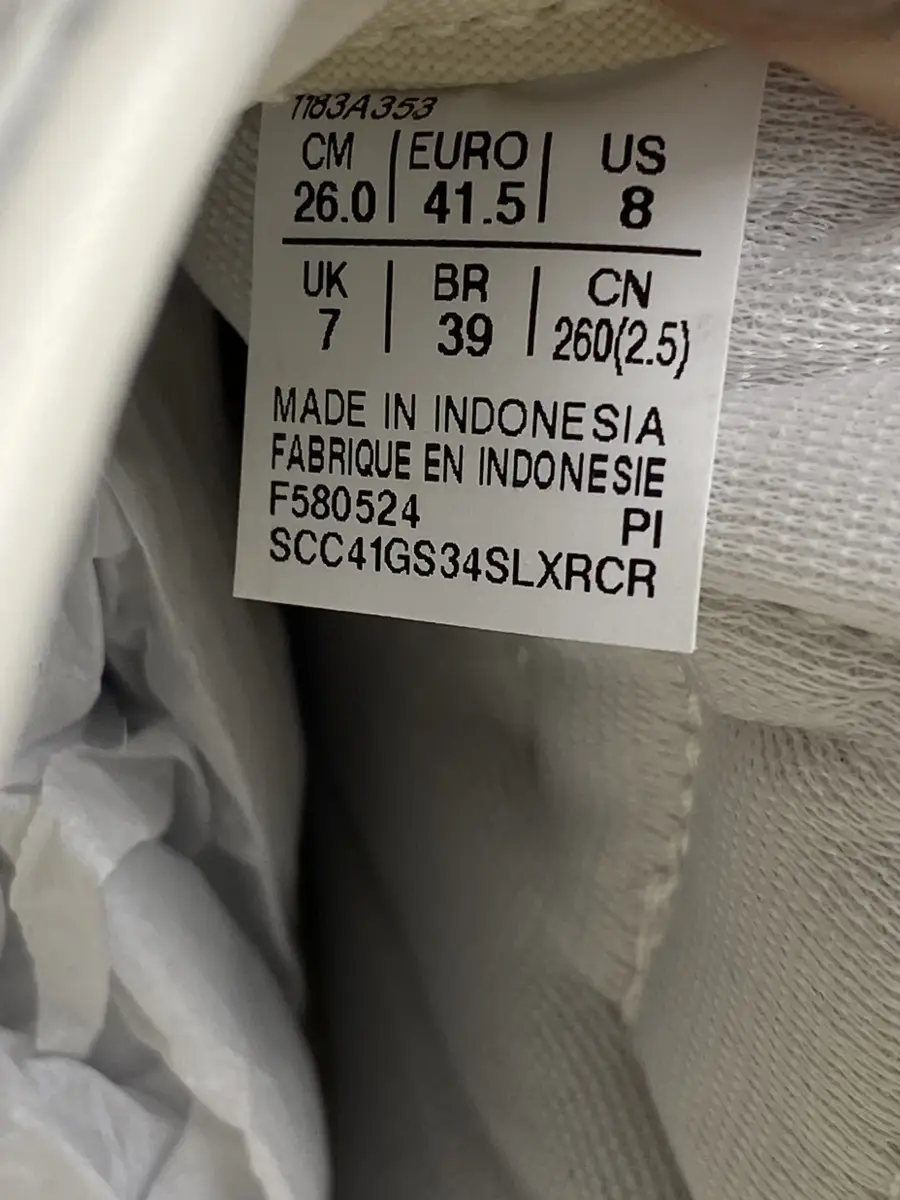 1183A353
CM | EURO | US
26.0 | 41.5 | 8
UK | BR | CN
7 | 39 | 260(2.5)
MADE IN INDONESIA
FABRIQUE EN INDONESIE
F580524 PI
SCC41GS34SLXRCR